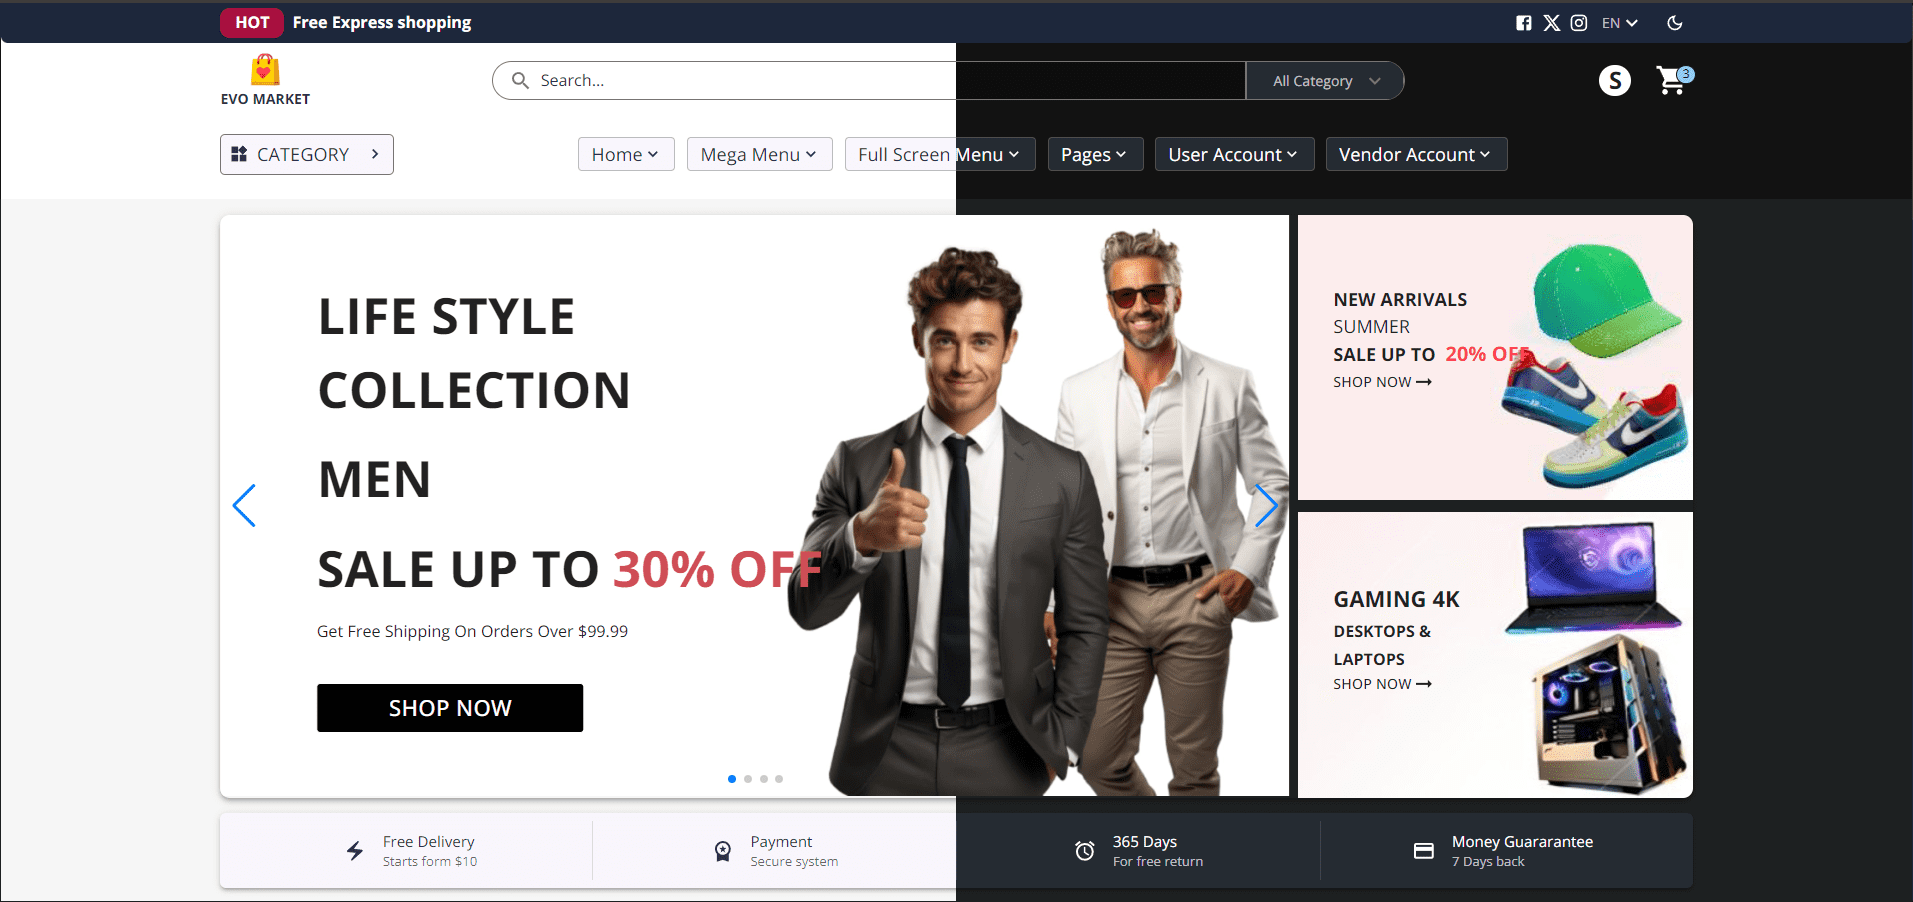 HOT Free Express shopping EN
EVO MARKET
Search... All Category
S 3
CATEGORY Home Mega Menu Full Screen Menu Pages User Account Vendor Account
LIFE STYLE
COLLECTION
MEN
SALE UP TO 30% OFF
Get Free Shipping On Orders Over $99.99
SHOP NOW
NEW ARRIVALS
SUMMER
SALE UP TO 20% OFF
SHOP NOW
GAMING 4K
DESKTOPS &
LAPTOPS
SHOP NOW
Free Delivery
Starts form $10
Payment
Secure system
365 Days
For free return
Money Guararantee
7 Days back